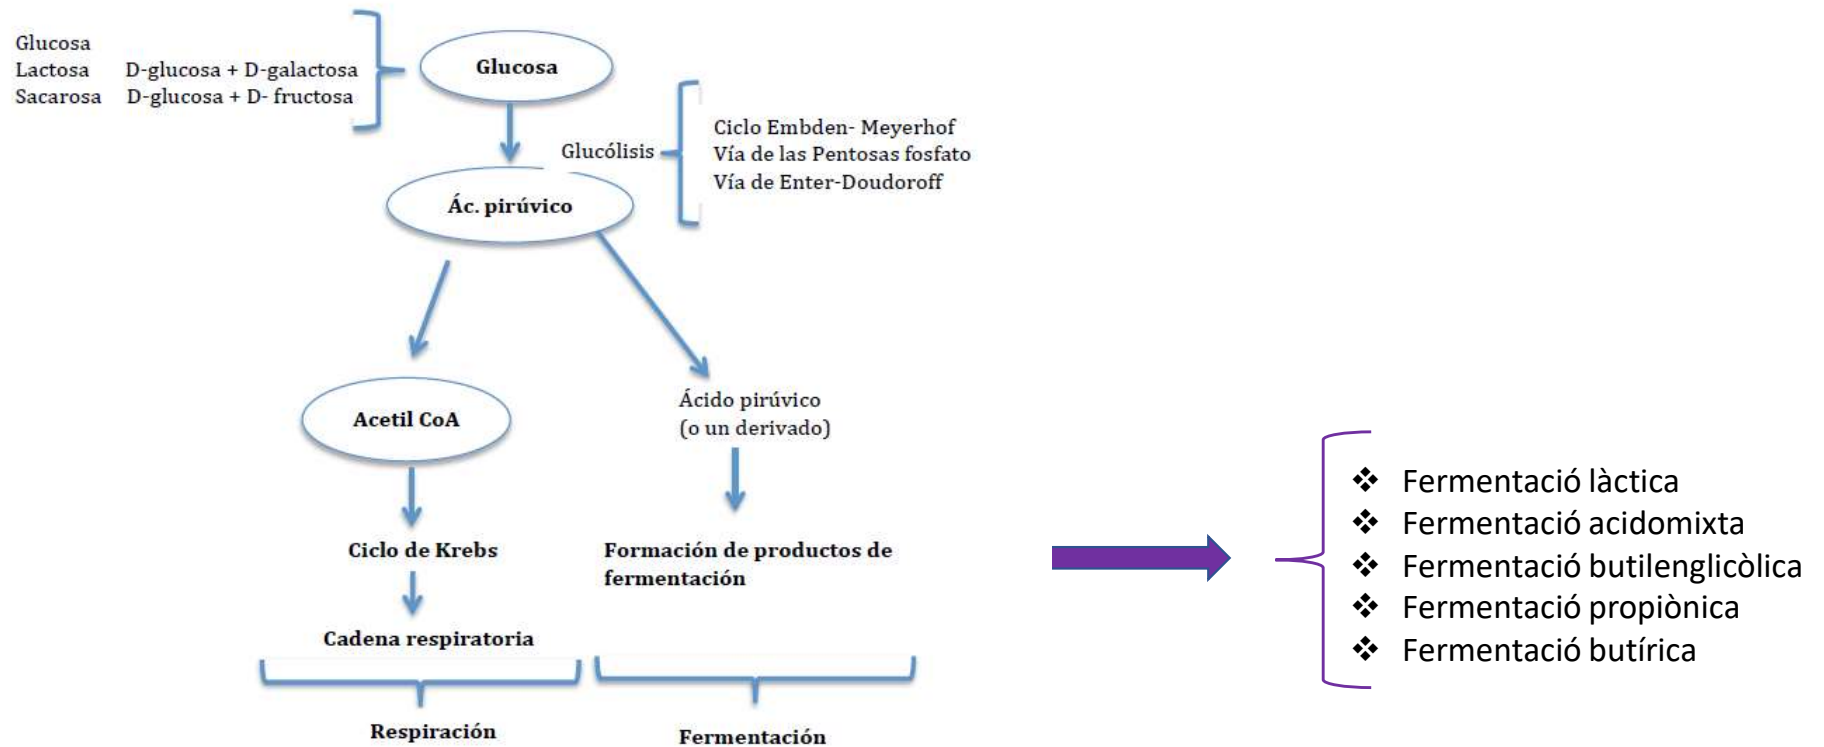 Glucosa
Lactosa D-glucosa + D-galactosa
Sacarosa D-glucosa + D- fructosa
Glucosa
Glucólisis
Ciclo Embden- Meyerhof
Vía de las Pentosas fosfato
Vía de Enter-Doudoroff
Ác. pirúvico
Acetil CoA
Ácido pirúvico
(o un derivado)
Ciclo de Krebs
Formación de productos de
fermentación
Cadena respiratoria
Respiración
Fermentación
❖ Fermentació làctica
❖ Fermentació acidomixta
❖ Fermentació butilenglicòlica
❖ Fermentació propiònica
❖ Fermentació butírica